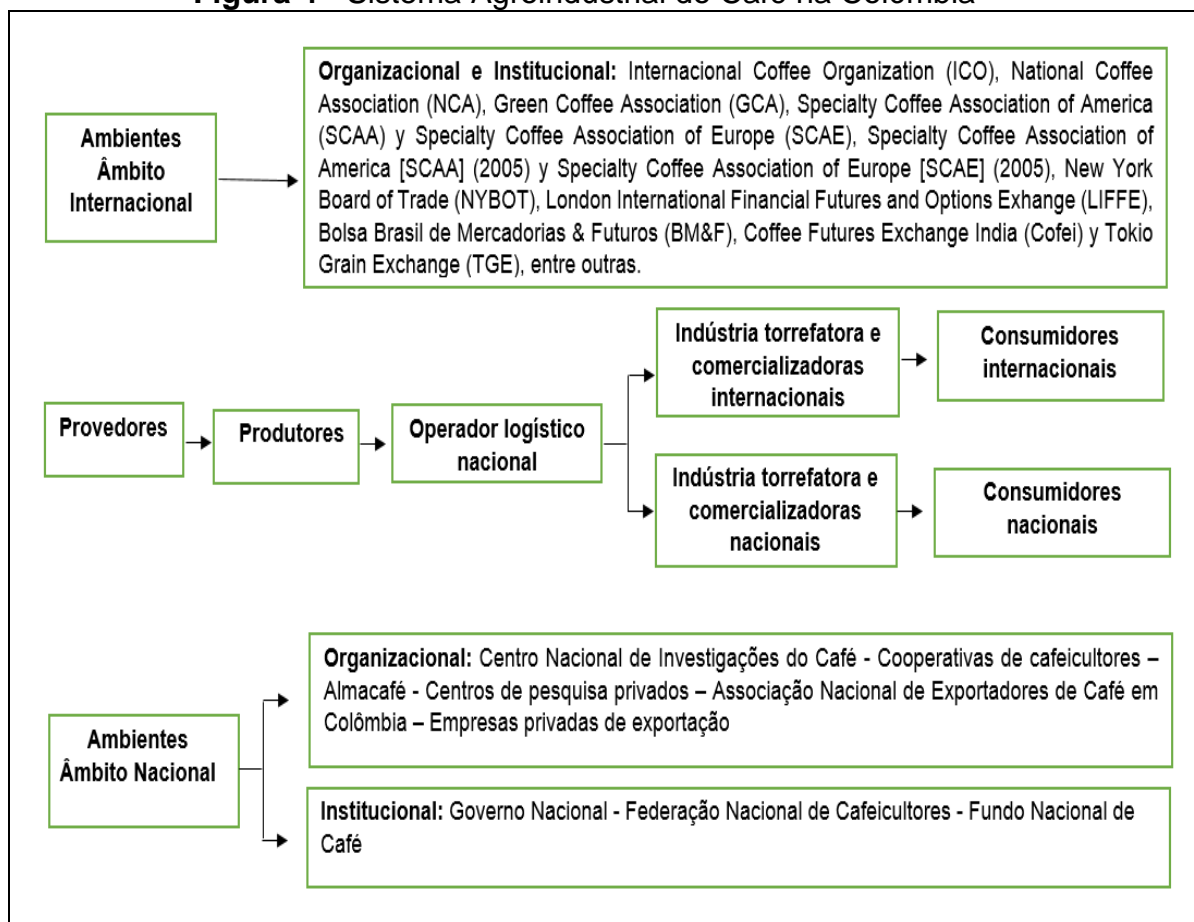 Figura 4 - Sistema Agroindustrial do Café na Colômbia
Organizacional e Institucional: Internacional Coffee Organization (ICO), National Coffee
Association (NCA), Green Coffee Association (GCA), Specialty Coffee Association of America
(SCAA) y Specialty Coffee Association of Europe (SCAE), Specialty Coffee Association of
America [SCAA] (2005) y Specialty Coffee Association of Europe [SCAE] (2005), New York
Board of Trade (NYBOT), London International Financial Futures and Options Exhange (LIFFE),
Bolsa Brasil de Mercadorias & Futuros (BM&F), Coffee Futures Exchange India (Cofei) y Tokio
Grain Exchange (TGE), entre outras.
Ambientes
Âmbito
Internacional
Provedores
Produtores
Operador logístico
nacional
Indústria torrefatora e
comercializadoras
internacionais
Consumidores
internacionais
Indústria torrefatora e
comercializadoras
nacionais
Consumidores
nacionais
Ambientes
Âmbito Nacional
Organizacional: Centro Nacional de Investigações do Café - Cooperativas de cafeicultores –
Almacafé - Centros de pesquisa privados – Associação Nacional de Exportadores de Café em
Colômbia – Empresas privadas de exportação
Institucional: Governo Nacional - Federação Nacional de Cafeicultores - Fundo Nacional de
Café